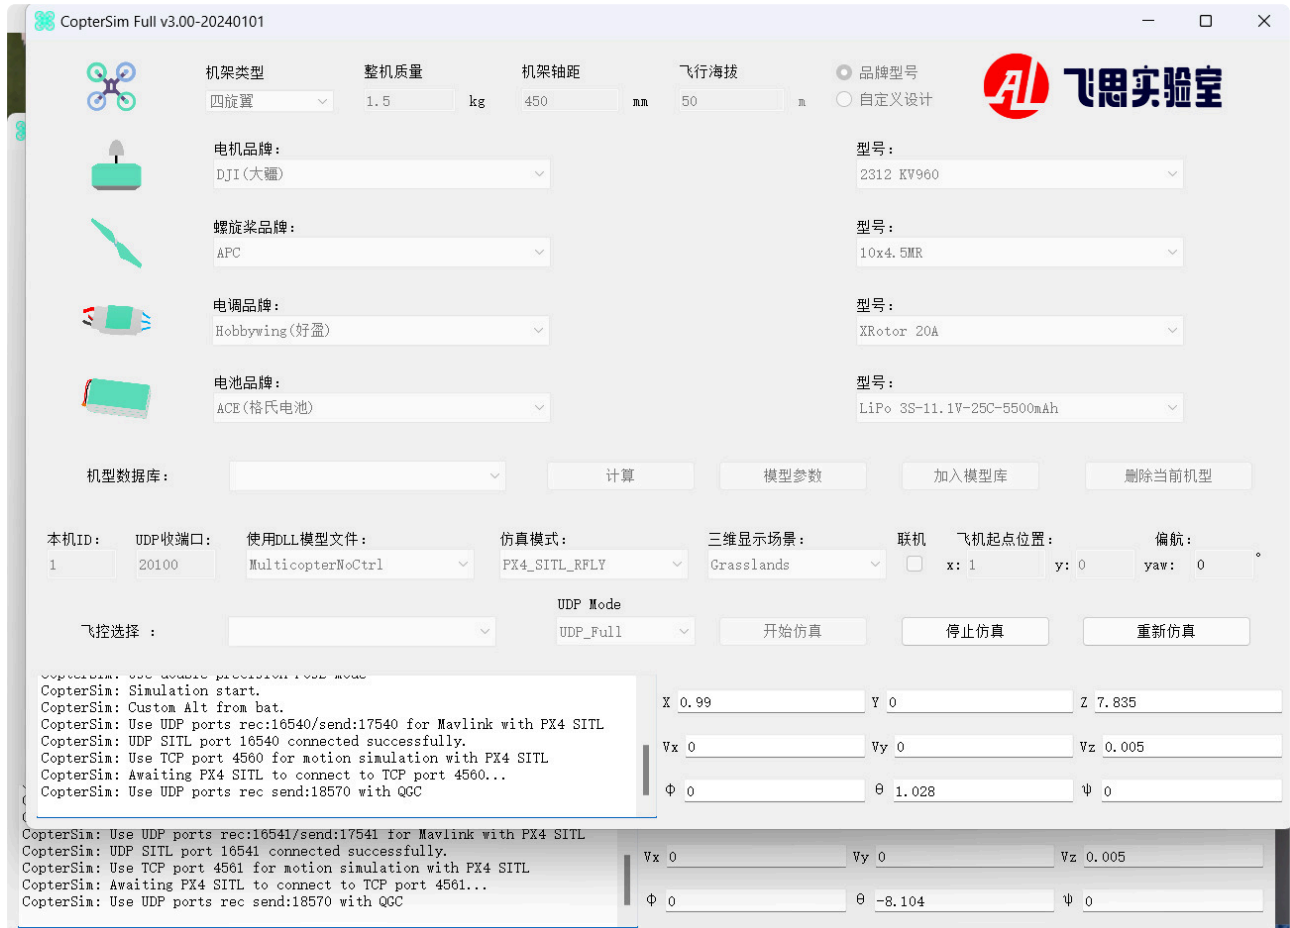 CopterSim Full v3.00-20240101
机架类型 整机质量 机架轴距 飞行海拔 品牌型号
四旋翼 1.5 kg 450 mm 50 m 自定义设计
飞思实验室
电机品牌： 型号：
DJI(大疆) 2312 KV960
螺旋桨品牌： 型号：
APC 10x4.5MR
电调品牌： 型号：
Hobbywing(好盈) XRotor 20A
电池品牌： 型号：
ACE(格氏电池) LiPo 3S-11.1V-25C-5500mAh
机型数据库： 计算 模型参数 加入模型库 删除当前机型
本机ID： UDP收端口： 使用DLL模型文件： 仿真模式： 三维显示场景： 联机 飞机起点位置： 偏航：
1 20100 MulticopterNoCtrl PX4_SITL_RFLY Grasslands x: 1 y: 0 yaw: 0 °
UDP Mode
飞控选择 ： UDP_Full 开始仿真 停止仿真 重新仿真
CopterSim: Use double precision POSE mode
CopterSim: Simulation start.
CopterSim: Custom Alt from bat.
CopterSim: Use UDP ports rec:16540/send:17540 for Mavlink with PX4 SITL
CopterSim: UDP SITL port 16540 connected successfully.
CopterSim: Use TCP port 4560 for motion simulation with PX4 SITL
CopterSim: Awaiting PX4 SITL to connect to TCP port 4560...
CopterSim: Use UDP ports rec send:18570 with QGC
X 0.99 Y 0 Z 7.835
Vx 0 Vy 0 Vz 0.005
Φ 0 θ 1.028 ψ 0
CopterSim: Use UDP ports rec:16541/send:17541 for Mavlink with PX4 SITL
CopterSim: UDP SITL port 16541 connected successfully.
CopterSim: Use TCP port 4561 for motion simulation with PX4 SITL
CopterSim: Awaiting PX4 SITL to connect to TCP port 4561...
CopterSim: Use UDP ports rec send:18570 with QGC
Vx 0 Vy 0 Vz 0.005
Φ 0 θ -8.104 ψ 0